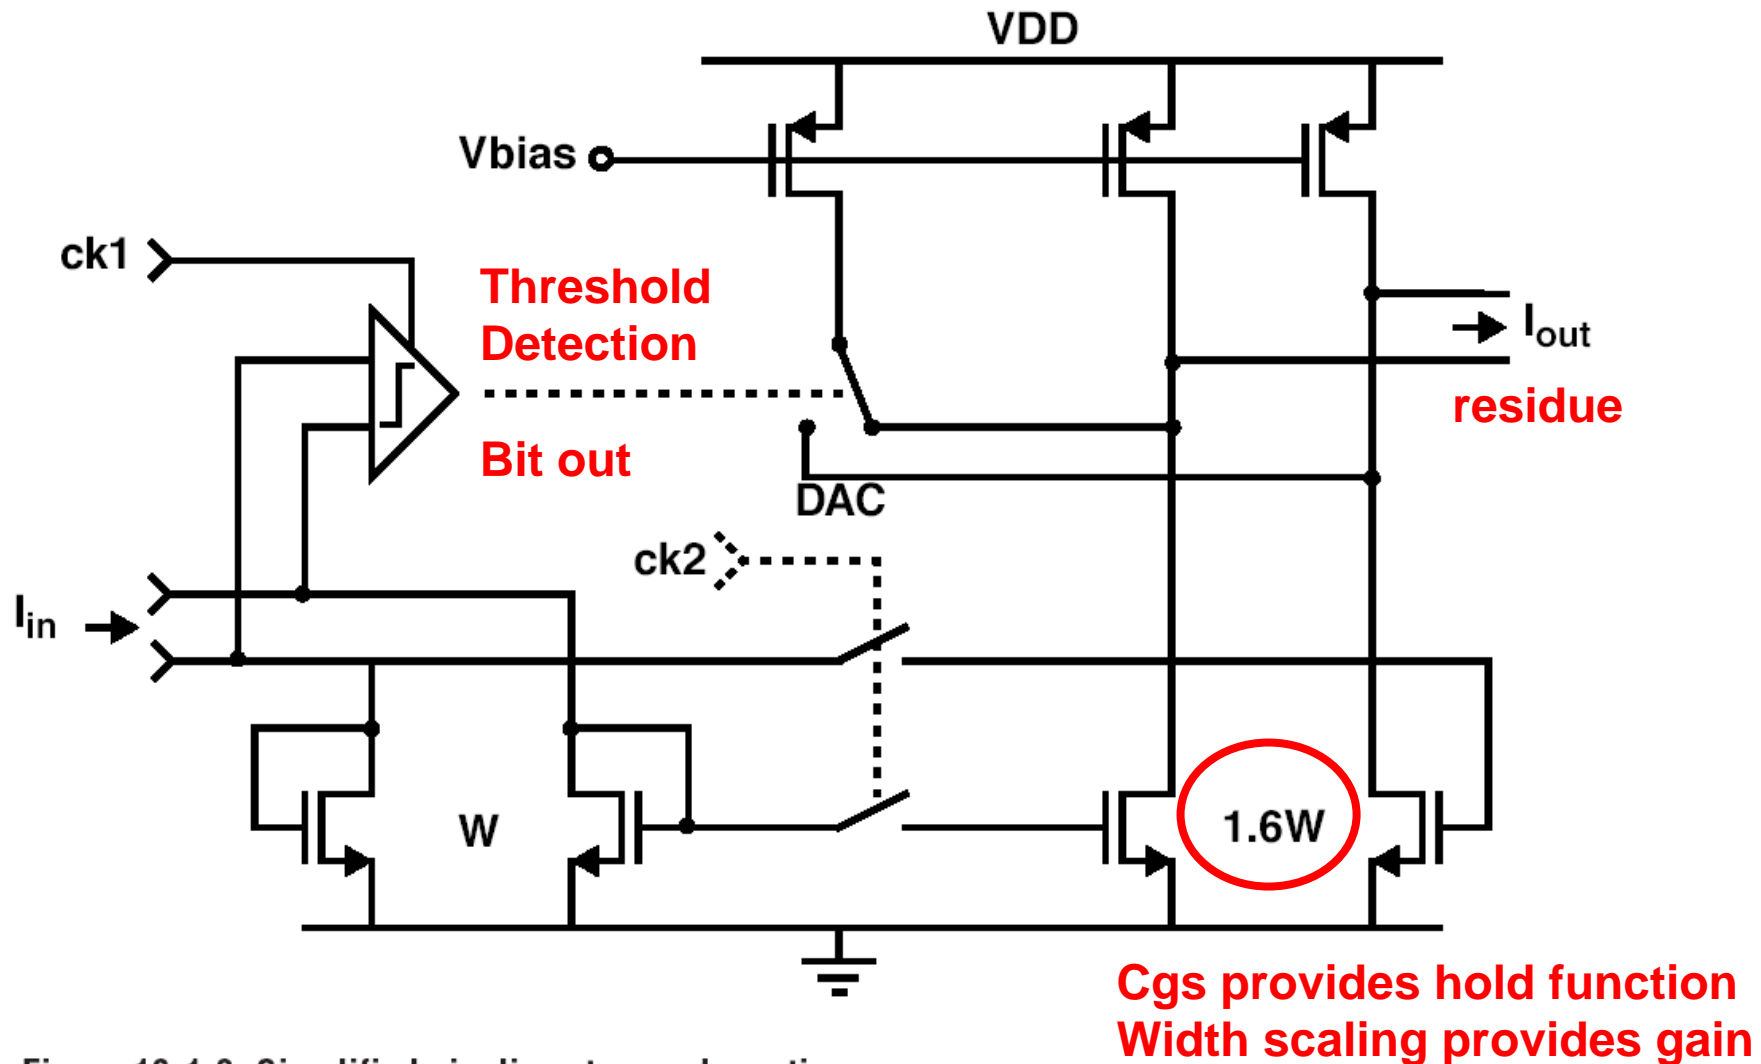 VDD
Vbias
ck1
Threshold
Detection
Iout
residue
Bit out
DAC
ck2
Iin
W
1.6W
Cgs provides hold function
Width scaling provides gain